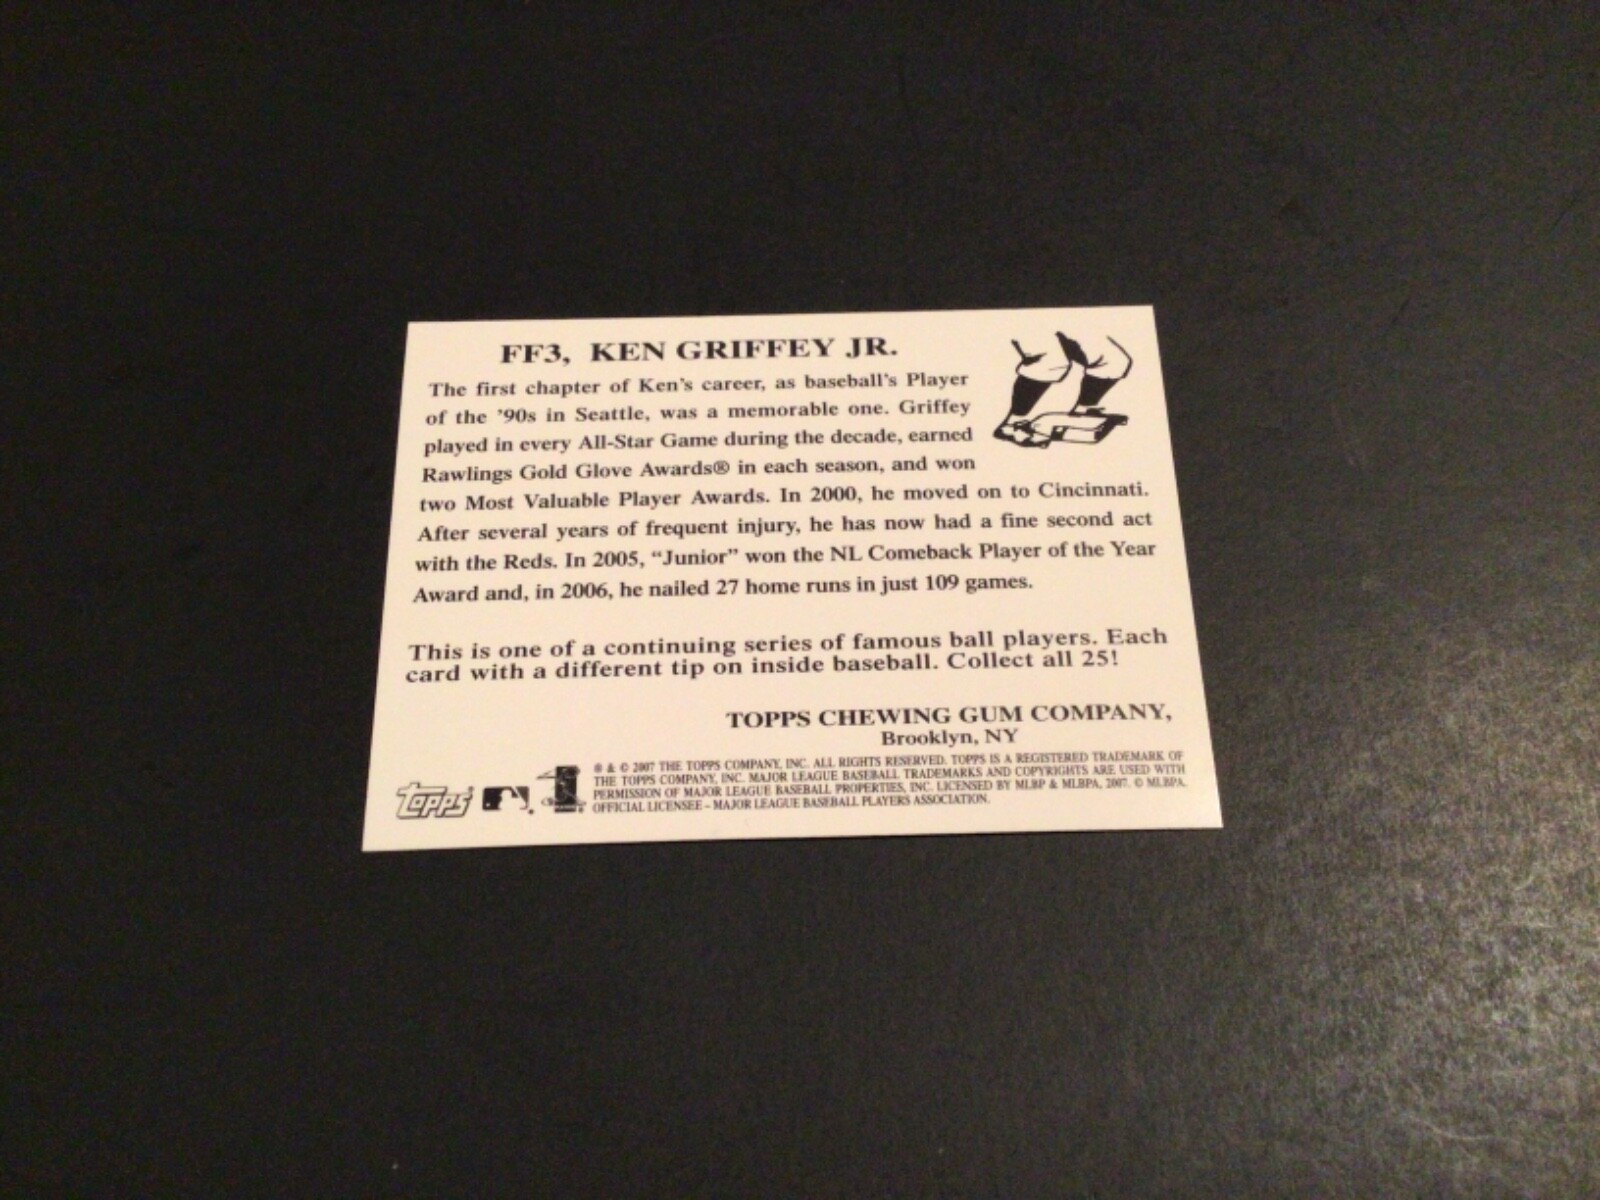 FF3, KEN GRIFFEY JR.
The first chapter of Ken's career, as baseball's Player
of the '90s in Seattle, was a memorable one. Griffey
played in every All-Star Game during the decade, earned
Rawlings Gold Glove Awards® in each season, and won
two Most Valuable Player Awards. In 2000, he moved on to Cincinnati.
After several years of frequent injury, he has now had a fine second act
with the Reds. In 2005, "Junior" won the NL Comeback Player of the Year
Award and, in 2006, he nailed 27 home runs in just 109 games.
This is one of a continuing series of famous ball players. Each
card with a different tip on inside baseball. Collect all 25!
TOPPS CHEWING GUM COMPANY,
Brooklyn, NY
® & © 2007 THE TOPPS COMPANY, INC. ALL RIGHTS RESERVED. TOPPS IS A REGISTERED TRADEMARK OF
THE TOPPS COMPANY, INC. MAJOR LEAGUE BASEBALL TRADEMARKS AND COPYRIGHTS ARE USED WITH
PERMISSION OF MAJOR LEAGUE BASEBALL PROPERTIES, INC. LICENSED BY MLBP & MLBPA, 2007. © MLBPA,
OFFICIAL LICENSEE – MAJOR LEAGUE BASEBALL PLAYERS ASSOCIATION.
Topps